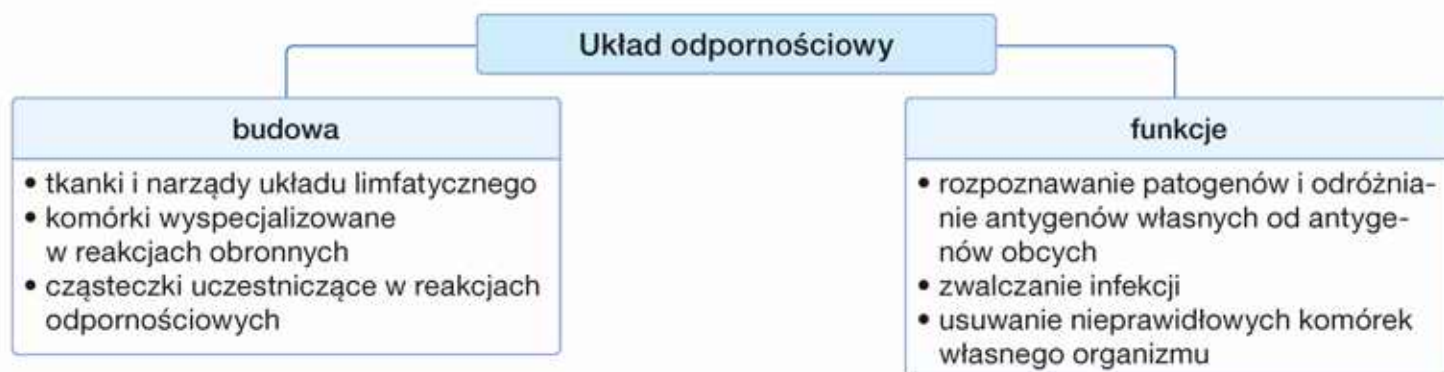 Układ odpornościowy
budowa
• tkanki i narządy układu limfatycznego
• komórki wyspecjalizowane
w reakcjach obronnych
• cząsteczki uczestniczące w reakcjach
odpornościowych
funkcje
• rozpoznawanie patogenów i odróżnia-
nie antygenów własnych od antyge-
nów obcych
• zwalczanie infekcji
• usuwanie nieprawidłowych komórek
własnego organizmu